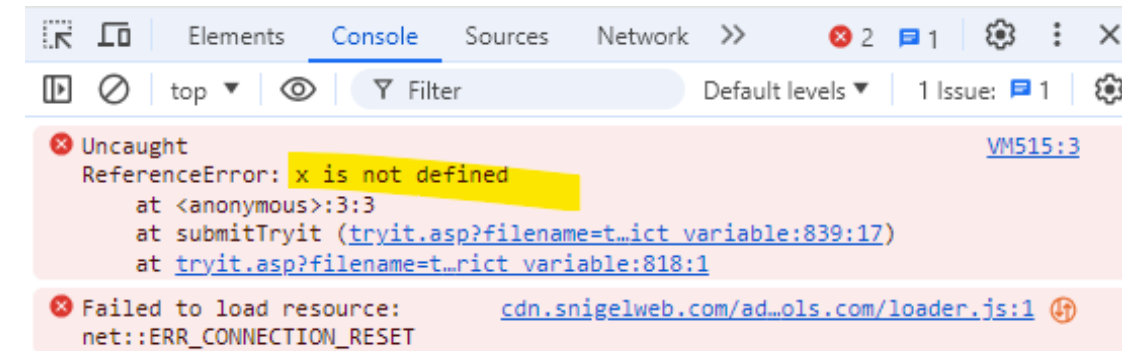 Elements Console Sources Network >> 2 1
top ▼ Filter Default levels ▼ 1 Issue: 1
Uncaught VM515:3
ReferenceError: x is not defined
at <anonymous>:3:3
at submitTryit (tryit.asp?filename=t…ict_variable:839:17)
at tryit.asp?filename=t…rict_variable:818:1
Failed to load resource: cdn.snigelweb.com/ad…ols.com/loader.js:1
net::ERR_CONNECTION_RESET